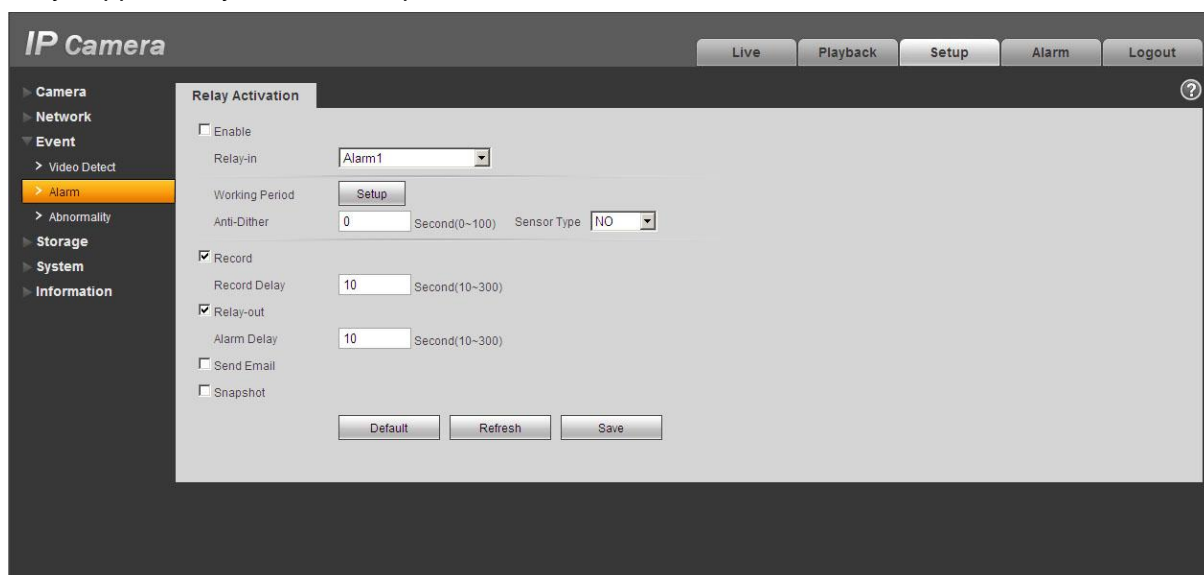 IP Camera
Live Playback Setup Alarm Logout
Camera
Network
Event
> Video Detect
> Alarm
> Abnormality
Storage
System
Information
Relay Activation
?
Enable
Relay-in Alarm1
Working Period Setup
Anti-Dither 0 Second(0~100) Sensor Type NO
Record
Record Delay 10 Second(10~300)
Relay-out
Alarm Delay 10 Second(10~300)
Send Email
Snapshot
Default Refresh Save